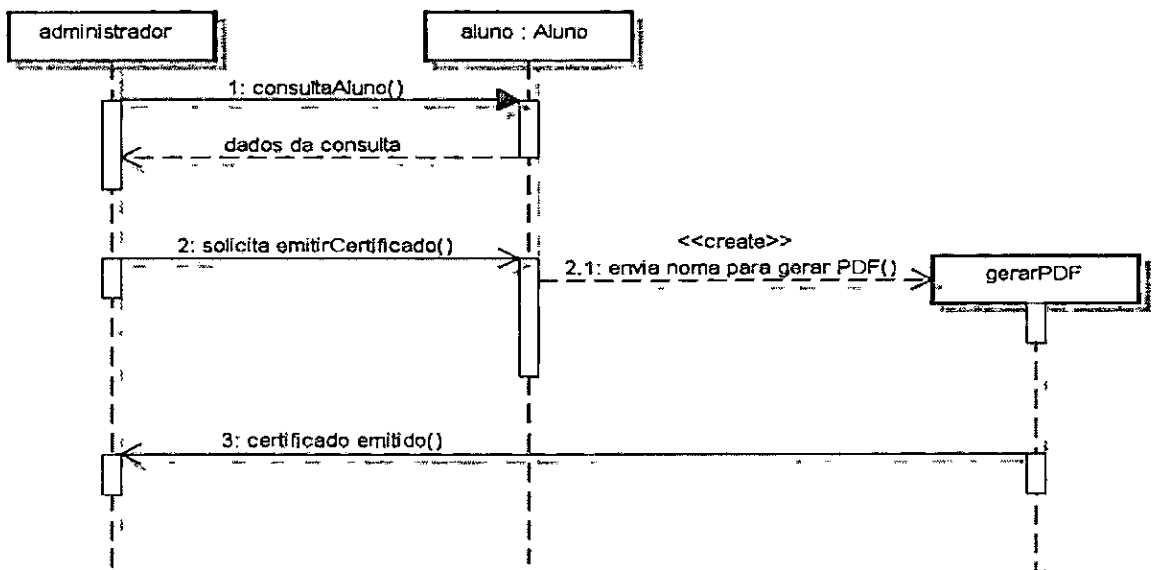 administrador
aluno : Aluno
1: consultaAluno()
dados da consulta
2: solicita emitirCertificado()
<<create>>
2.1: envia noma para gerar PDF()
gerarPDF
3: certificado emitido()